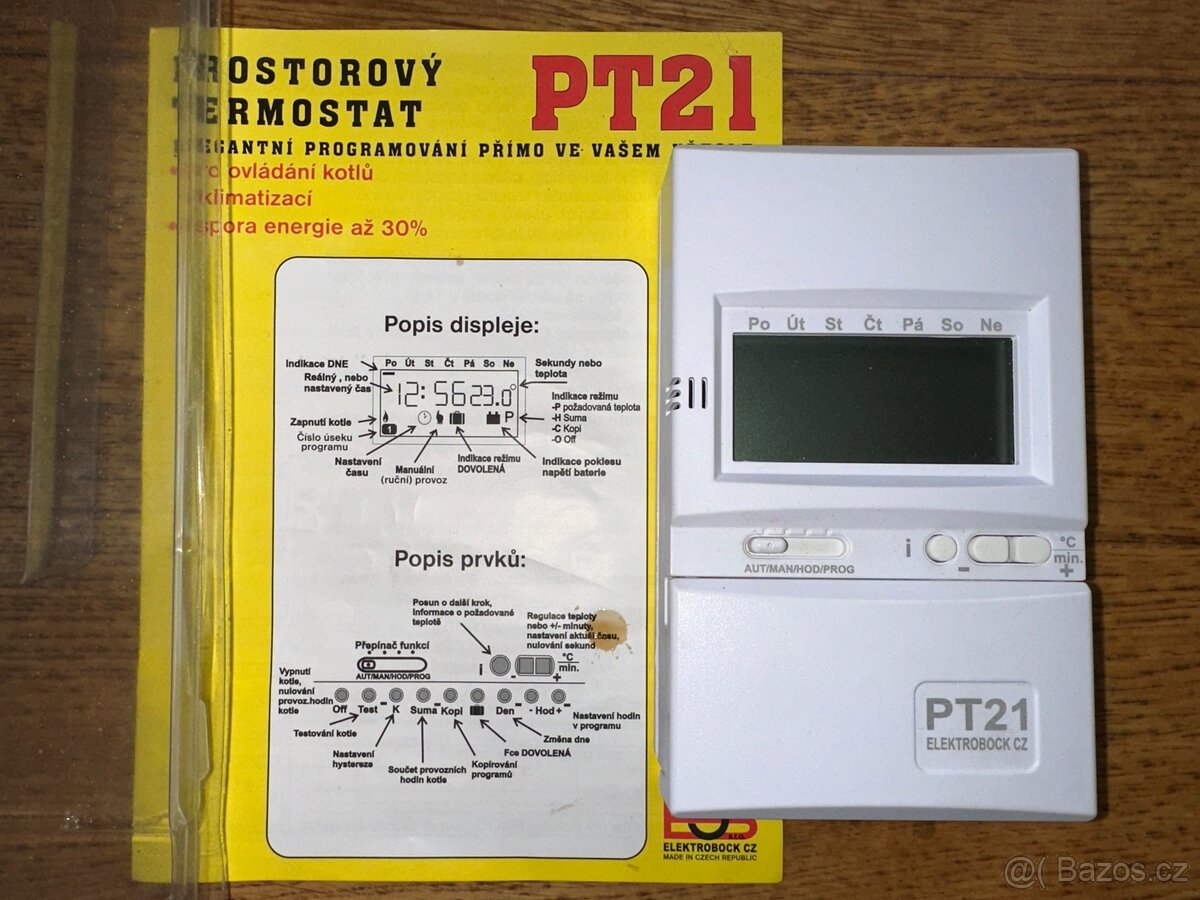 PROSTOROVÝ
TERMOSTAT
PT21
ELEGANTNÍ PROGRAMOVÁNÍ PŘÍMO VE VAŠEM
pro ovládání kotlů
klimatizací
úspora energie až 30%
Popis displeje:
Indikace DNE
Po Út St Čt Pá So Ne
Sekundy nebo
teplota
Reálný , nebo
nastavený čas
12:56 23.0°
Indikace režimu
-P požadovaná teplota
-H Suma
-C Kopi
-O Off
Zapnutí kotle
P
1
Číslo úseku
programu
Nastavení
času
Manuální
(ruční) provoz
Indikace režimu
DOVOLENÁ
Indikace poklesu
napětí baterie
Popis prvků:
Posun o další krok,
Informace o požadované
teplotě
Regulace teploty
nebo +/- minuty,
nastavení aktuál času,
nulování sekund
Přepínač funkcí
AUT/MAN/HOD/PROG
i
- +
°C
min.
Vypnutí
kotle,
nulování
provoz.hodin
kotle
Off Test K Suma Kopi Den - Hod +
Testování kotle
Nastavení
hystereze
Součet provozních
hodin kotle
Kopírování
programů
Fce DOVOLENÁ
Změna dne
Nastavení hodin
v programu
s.r.o.
ELEKTROBOCK CZ
MADE IN CZECH REPUBLIC
Po Út St Čt Pá So Ne
AUT/MAN/HOD/PROG
i
- +
°C
min.
PT21
ELEKTROBOCK CZ
@( Bazos.cz